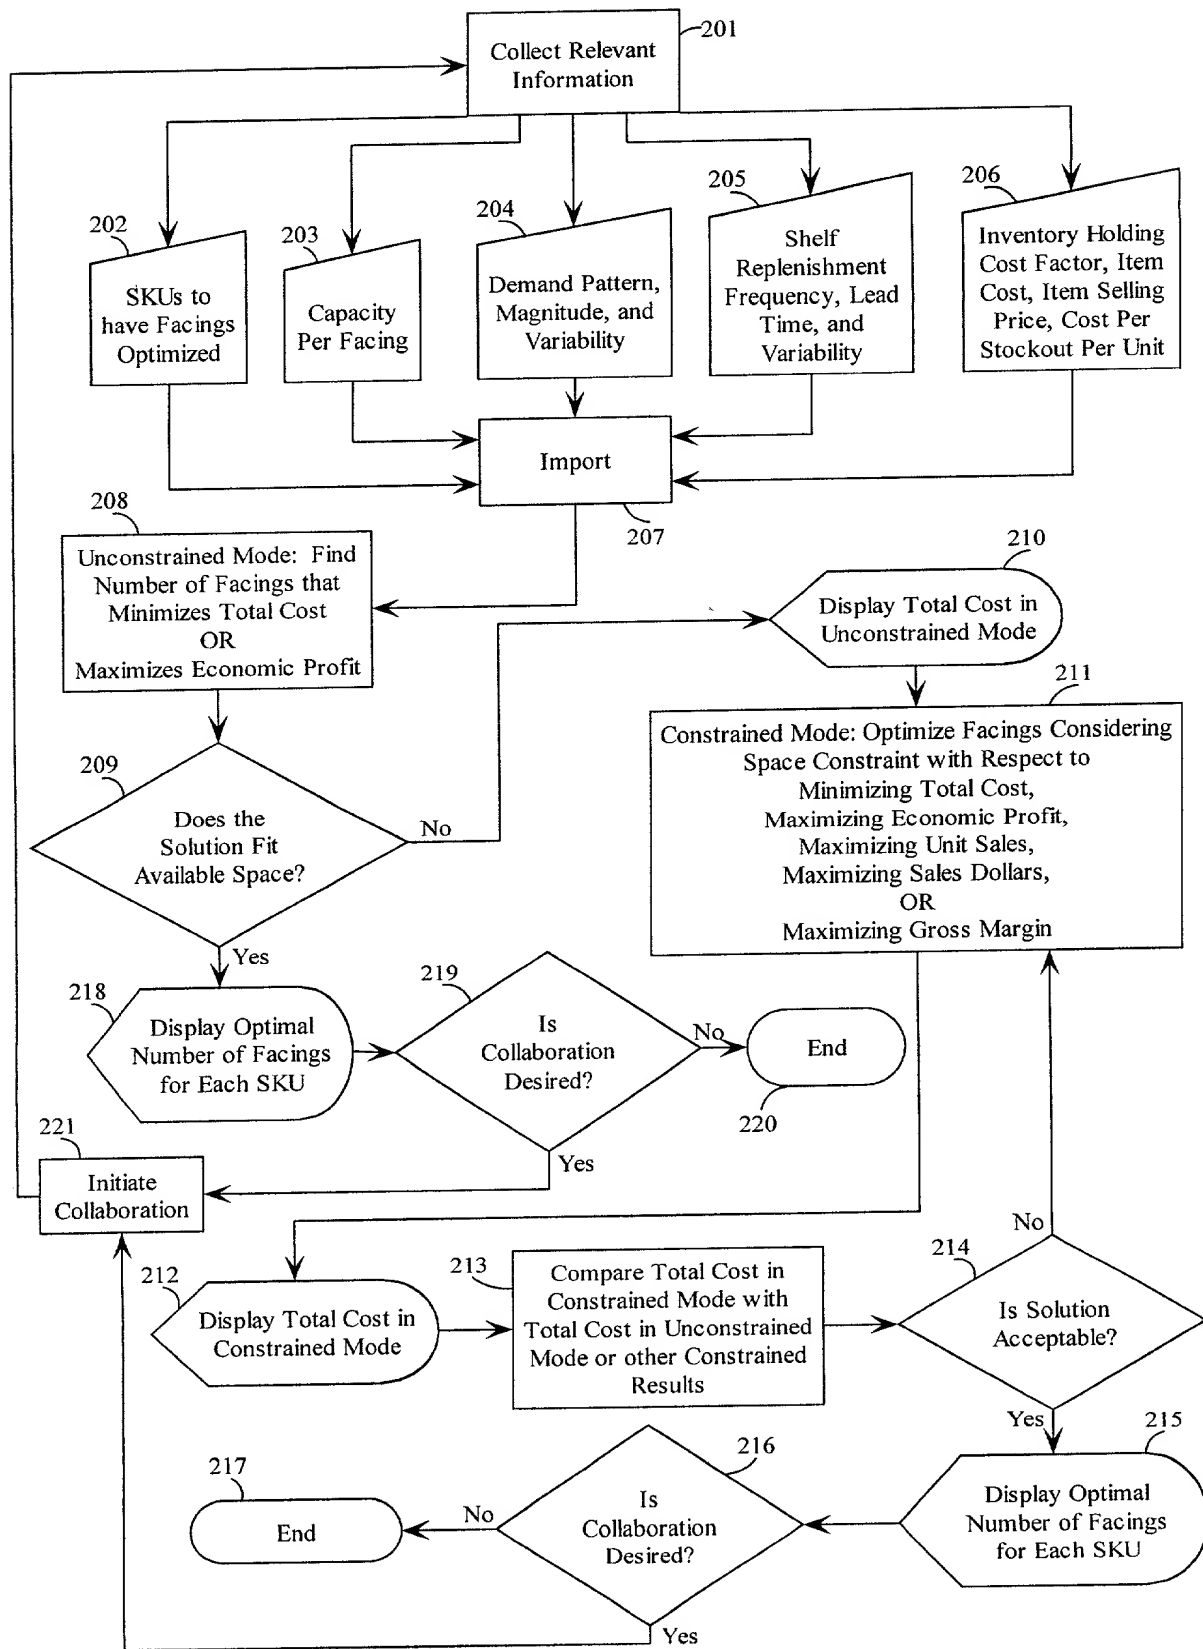 201
Collect Relevant
Information
202
SKUs to
have Facings
Optimized
203
Capacity
Per Facing
204
Demand Pattern,
Magnitude, and
Variability
205
Shelf
Replenishment
Frequency, Lead
Time, and
Variability
206
Inventory Holding
Cost Factor, Item
Cost, Item Selling
Price, Cost Per
Stockout Per Unit
Import
207
208
Unconstrained Mode: Find
Number of Facings that
Minimizes Total Cost
OR
Maximizes Economic Profit
209
Does the
Solution Fit
Available Space?
No
Yes
210
Display Total Cost in
Unconstrained Mode
211
Constrained Mode: Optimize Facings Considering
Space Constraint with Respect to
Minimizing Total Cost,
Maximizing Economic Profit,
Maximizing Unit Sales,
Maximizing Sales Dollars,
OR
Maximizing Gross Margin
218
Display Optimal
Number of Facings
for Each SKU
219
Is
Collaboration
Desired?
No
End
220
Yes
221
Initiate
Collaboration
212
Display Total Cost in
Constrained Mode
213
Compare Total Cost in
Constrained Mode with
Total Cost in Unconstrained
Mode or other Constrained
Results
No
214
Is Solution
Acceptable?
Yes
215
Display Optimal
Number of Facings
for Each SKU
216
Is
Collaboration
Desired?
No
217
End
Yes